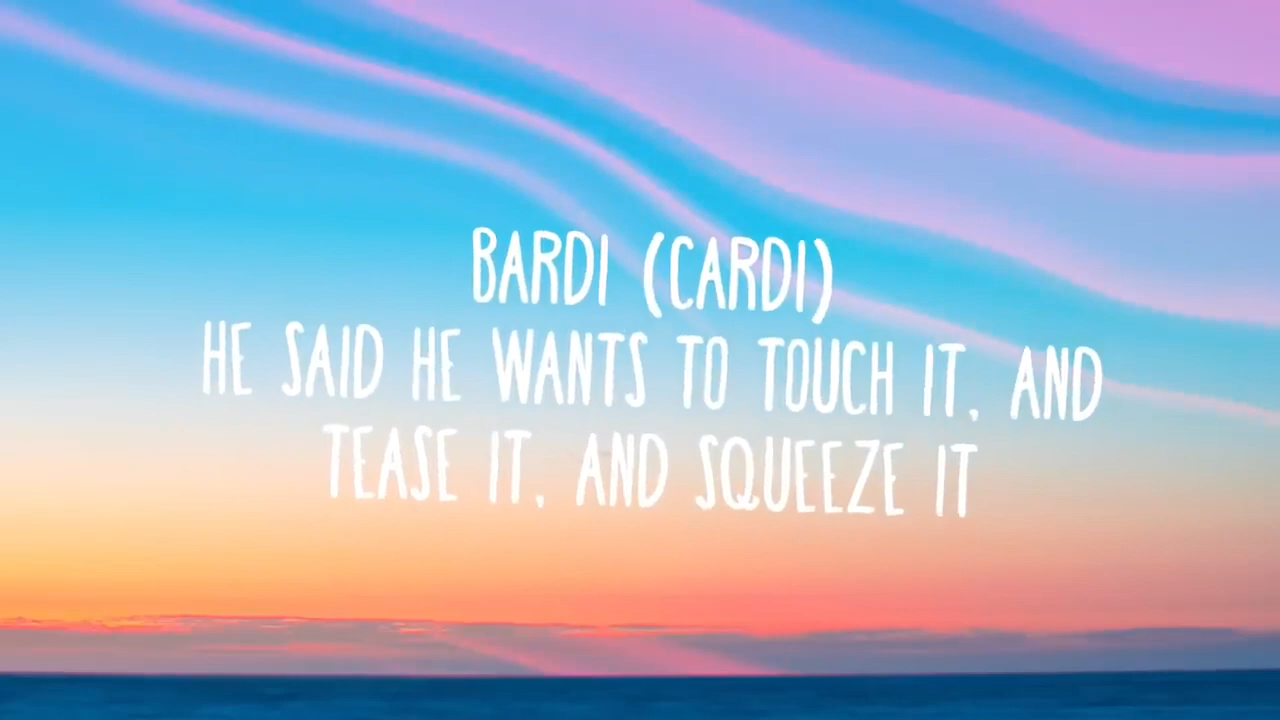 BARDI (CARDI)
HE SAID HE WANTS TO TOUCH IT, AND
TEASE IT, AND SQUEEZE IT